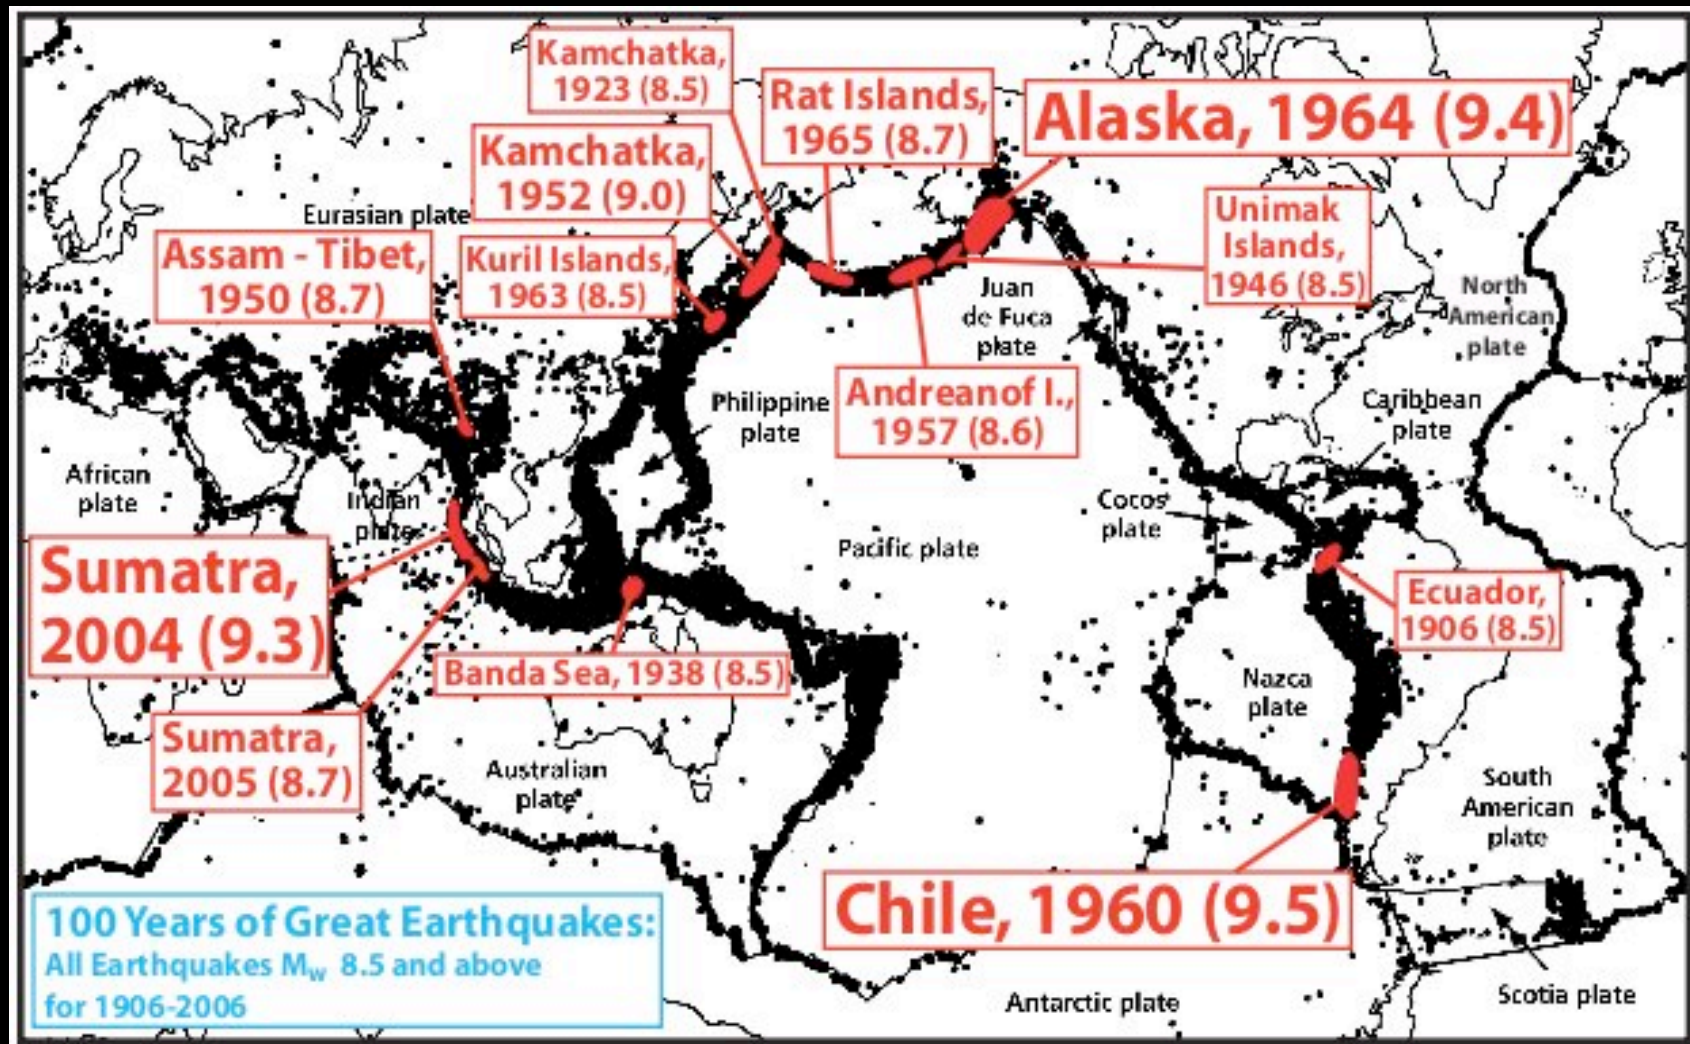 Kamchatka,
1923 (8.5)
Rat Islands,
1965 (8.7)
Alaska, 1964 (9.4)
Kamchatka,
1952 (9.0)
Eurasian plate
Unimak
Islands,
1946 (8.5)
Assam - Tibet,
1950 (8.7)
Kuril Islands,
1963 (8.5)
Juan
de Fuca
plate
North
American
plate
Philippine
plate
Andreanof I.,
1957 (8.6)
Caribbean
plate
African
plate
Indian
plate
Cocos
plate
Pacific plate
Sumatra,
2004 (9.3)
Ecuador,
1906 (8.5)
Banda Sea, 1938 (8.5)
Nazca
plate
Sumatra,
2005 (8.7)
Australian
plate
South
American
plate
Chile, 1960 (9.5)
100 Years of Great Earthquakes:
All Earthquakes Mw 8.5 and above
for 1906-2006
Antarctic plate
Scotia plate